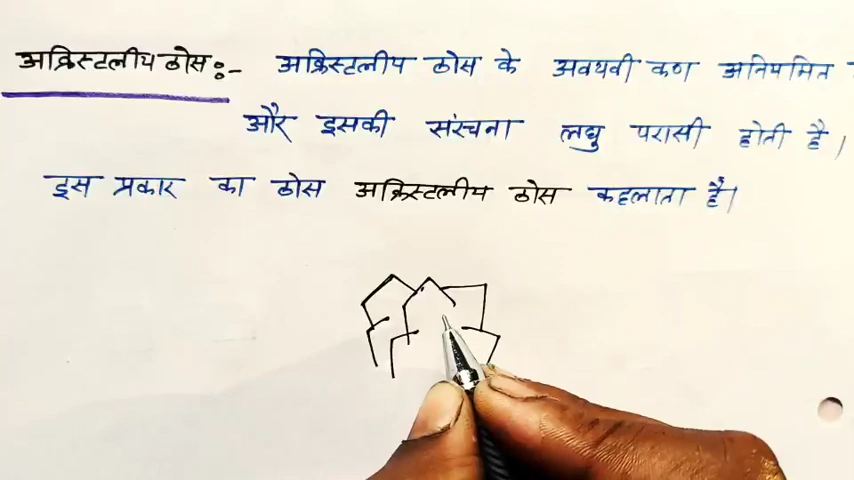 अक्रिस्टलीय ठोस:- अक्रिस्टलीय ठोस के अवयवी कण अनियमित
और इसकी संरचना लघु परासी होती है।
इस प्रकार का ठोस अक्रिस्टलीय ठोस कहलाता है।